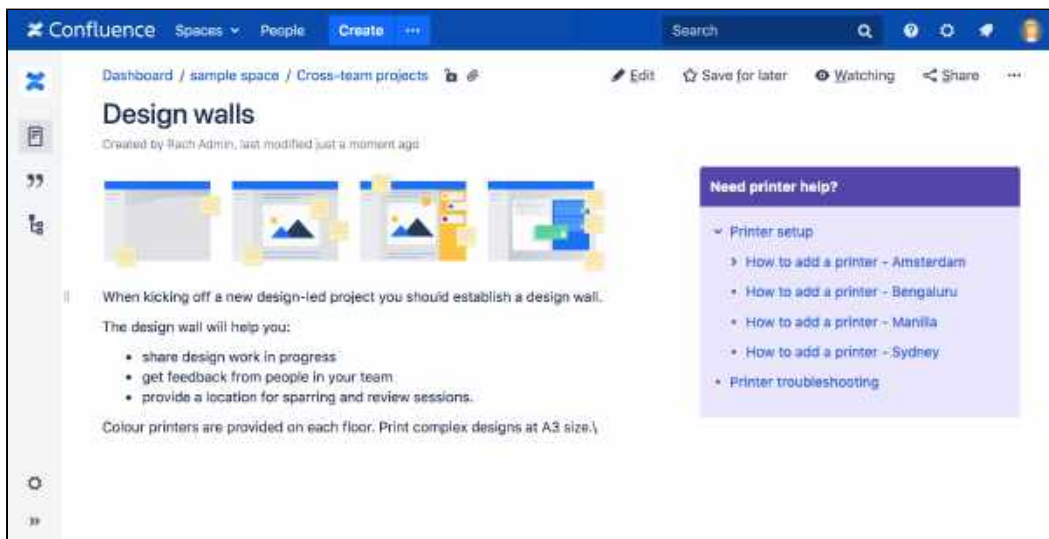 Confluence Spaces People Create ··· Search
Dashboard / sample space / Cross-team projects Edit Save for later Watching Share ···
Design walls
Created by Rach Admin, last modified just a moment ago
Need printer help?
Printer setup
How to add a printer - Amsterdam
How to add a printer - Bengaluru
How to add a printer - Manilla
How to add a printer - Sydney
Printer troubleshooting
When kicking off a new design-led project you should establish a design wall.
The design wall will help you:
• share design work in progress
• get feedback from people in your team
• provide a location for sparring and review sessions.
Colour printers are provided on each floor. Print complex designs at A3 size.\